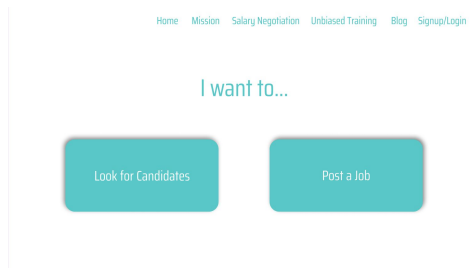 Home Mission Salary Negotiation Unbiased Training Blog Signup/Login
I want to...
Look for Candidates Post a Job